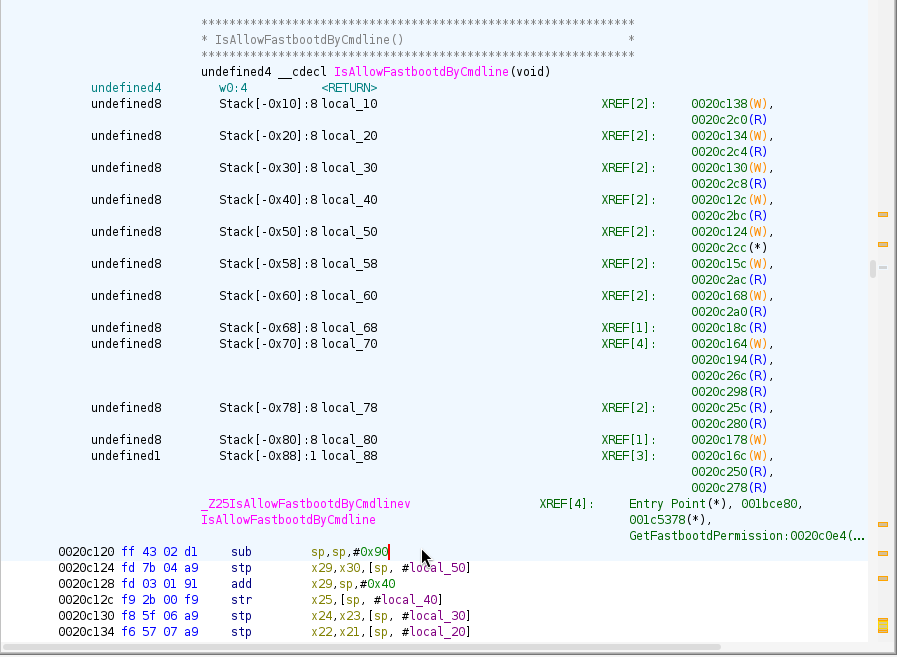 ******************************************************************
* IsAllowFastbootdByCmdline() *
******************************************************************
undefined4 __cdecl IsAllowFastbootdByCmdline(void)
undefined4 w0:4 <RETURN>
undefined8 Stack[-0x10]:8 local_10 XREF[2]: 0020c138(W),
0020c2c0(R)
undefined8 Stack[-0x20]:8 local_20 XREF[2]: 0020c134(W),
0020c2c4(R)
undefined8 Stack[-0x30]:8 local_30 XREF[2]: 0020c130(W),
0020c2c8(R)
undefined8 Stack[-0x40]:8 local_40 XREF[2]: 0020c12c(W),
0020c2bc(R)
undefined8 Stack[-0x50]:8 local_50 XREF[2]: 0020c124(W),
0020c2cc(*)
undefined8 Stack[-0x58]:8 local_58 XREF[2]: 0020c15c(W),
0020c2ac(R)
undefined8 Stack[-0x60]:8 local_60 XREF[2]: 0020c168(W),
0020c2a0(R)
undefined8 Stack[-0x68]:8 local_68 XREF[1]: 0020c18c(R)
undefined8 Stack[-0x70]:8 local_70 XREF[4]: 0020c164(W),
0020c194(R),
0020c26c(R),
0020c298(R)
undefined8 Stack[-0x78]:8 local_78 XREF[2]: 0020c25c(R),
0020c280(R)
undefined8 Stack[-0x80]:8 local_80 XREF[1]: 0020c178(W)
undefined1 Stack[-0x88]:1 local_88 XREF[3]: 0020c16c(W),
0020c250(R),
0020c278(R)
_Z25IsAllowFastbootdByCmdlinev XREF[4]: Entry Point(*), 001bce80,
IsAllowFastbootdByCmdline 001c5378(*),
GetFastbootdPermission:0020c0e4(...
0020c120 ff 43 02 d1 sub sp,sp,#0x90
0020c124 fd 7b 04 a9 stp x29,x30,[sp, #local_50]
0020c128 fd 03 01 91 add x29,sp,#0x40
0020c12c f9 2b 00 f9 str x25,[sp, #local_40]
0020c130 f8 5f 06 a9 stp x24,x23,[sp, #local_30]
0020c134 f6 57 07 a9 stp x22,x21,[sp, #local_20]